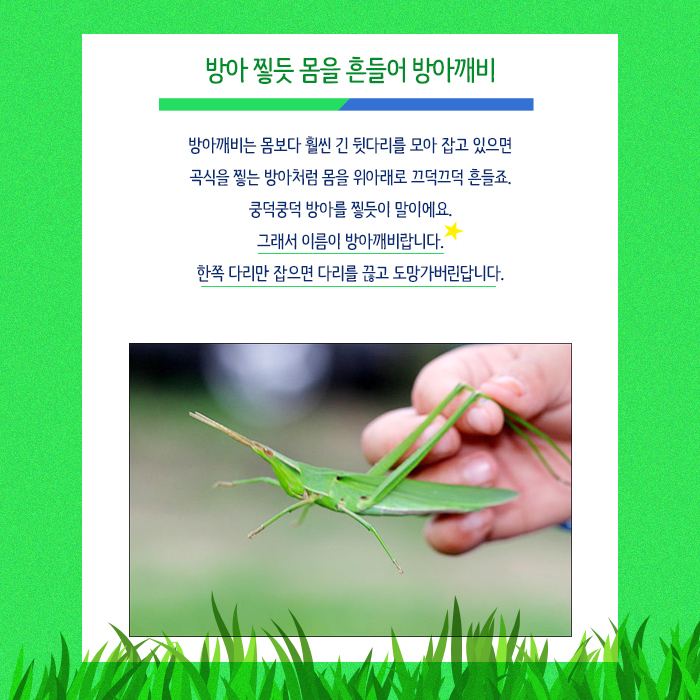 방아 찧듯 몸을 흔들어 방아깨비
방아깨비는 몸보다 훨씬 긴 뒷다리를 모아 잡고 있으면
곡식을 찧는 방아처럼 몸을 위아래로 끄덕끄덕 흔들죠.
쿵덕쿵덕 방아를 찧듯이 말이에요.
그래서 이름이 방아깨비랍니다.
한쪽 다리만 잡으면 다리를 끊고 도망가버린답니다.